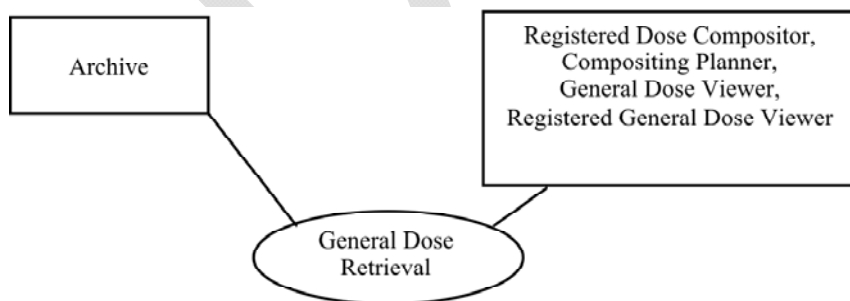 Archive
Registered Dose Compositor,
Compositing Planner,
General Dose Viewer,
Registered General Dose Viewer
General Dose
Retrieval